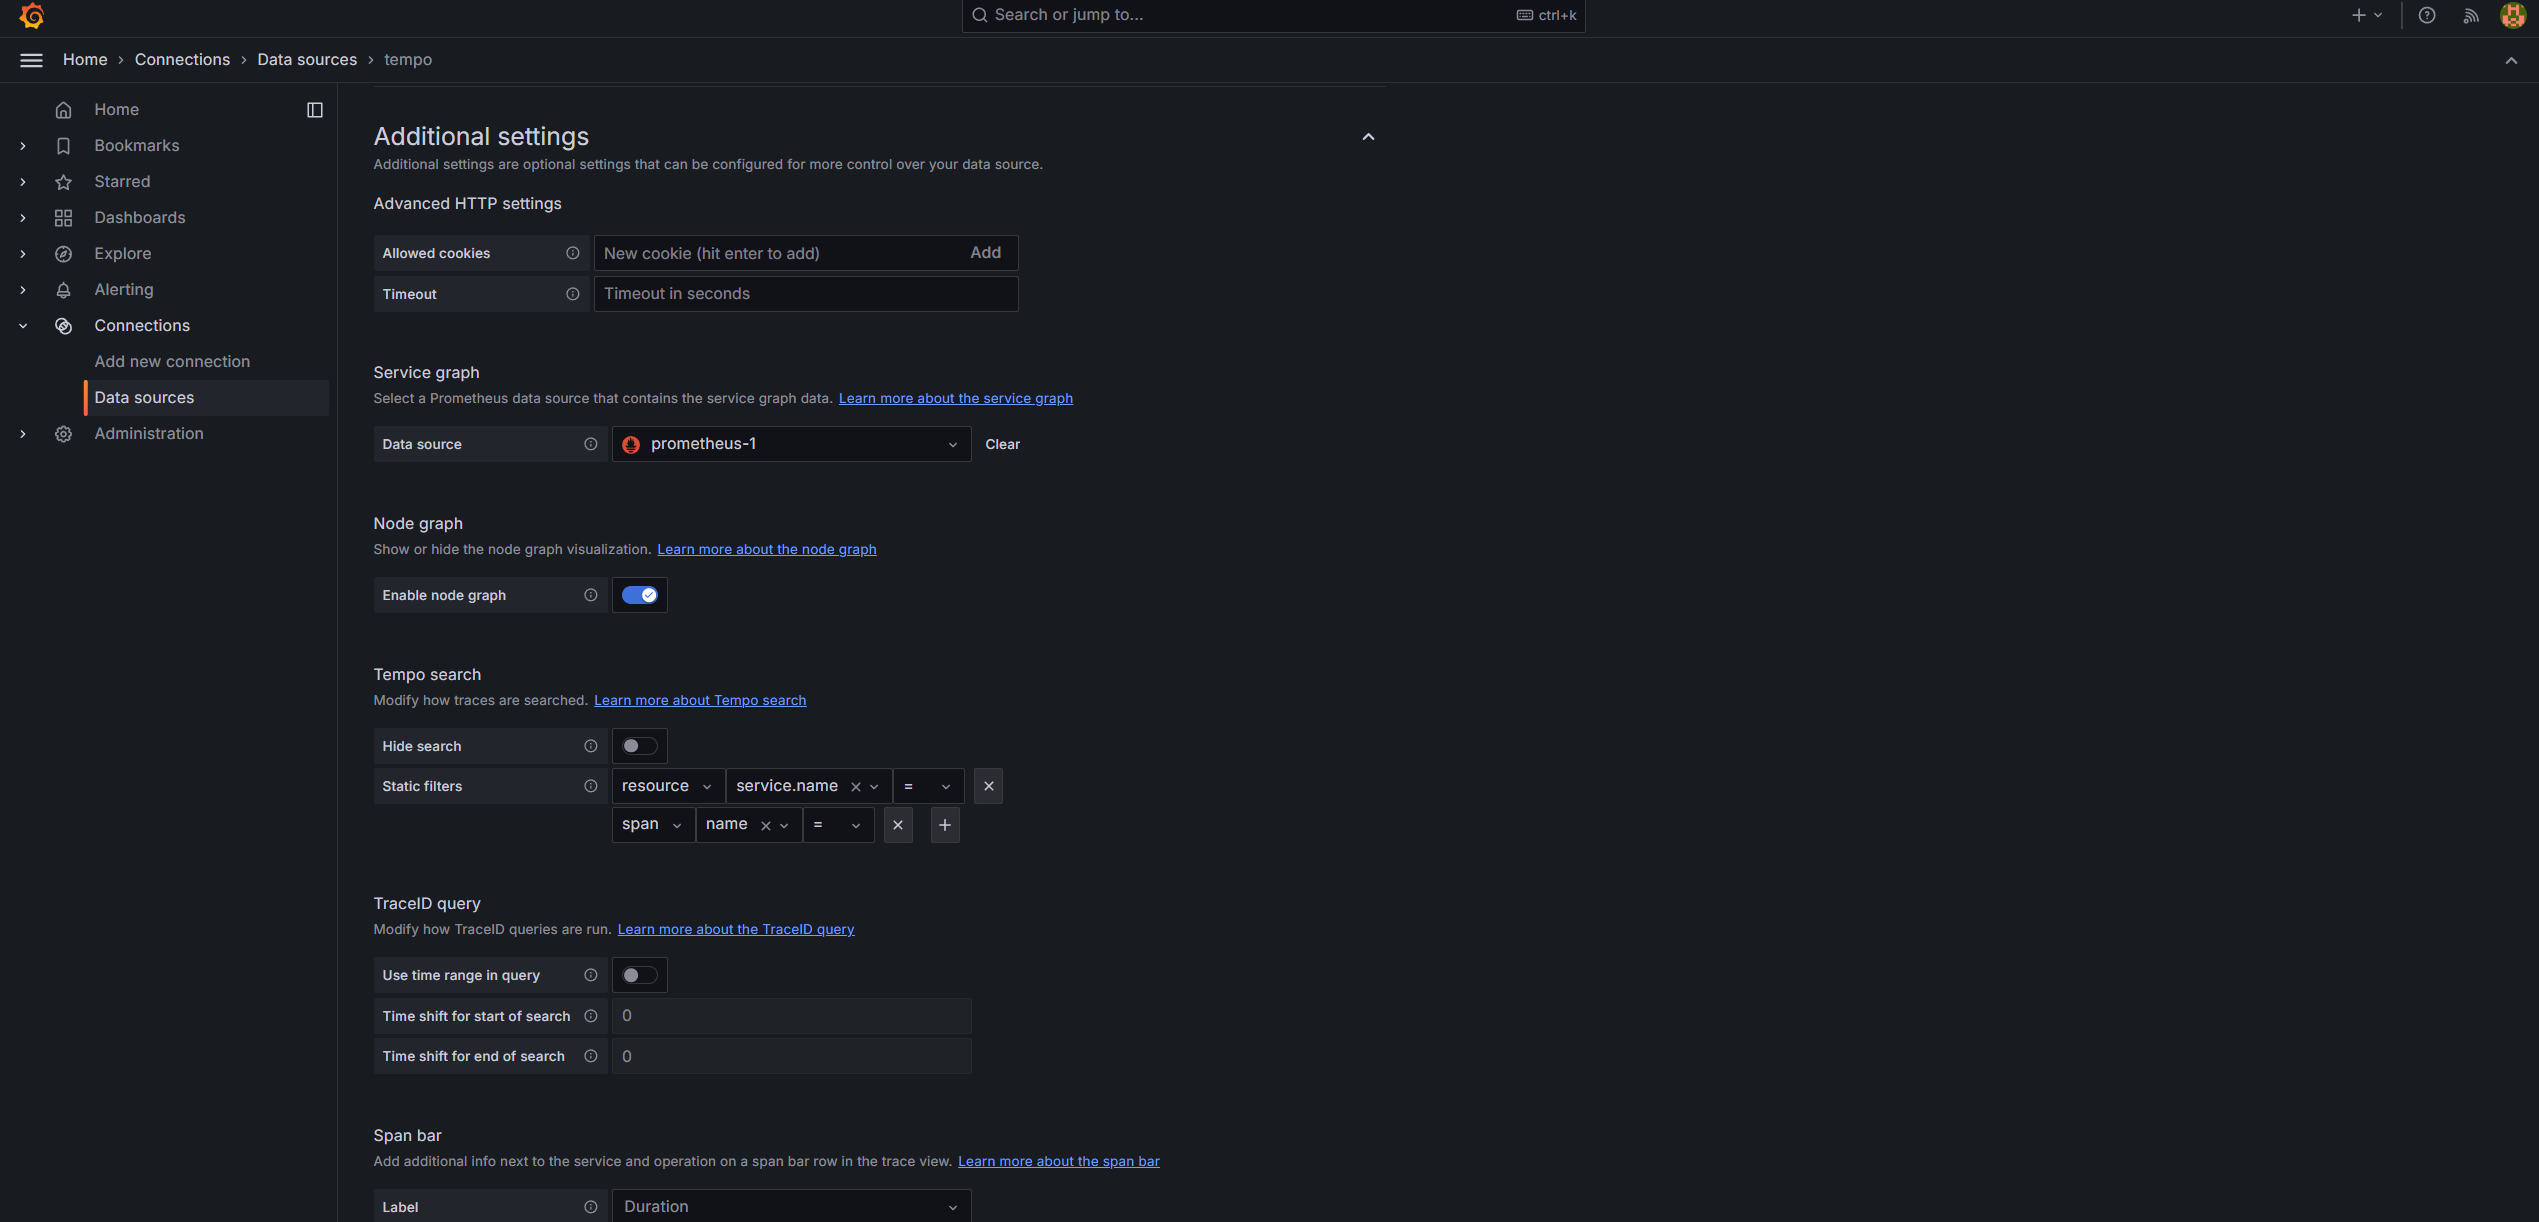 Search or jump to...
ctrl+k
Home › Connections › Data sources › tempo
Home
Bookmarks
Starred
Dashboards
Explore
Alerting
Connections
Add new connection
Data sources
Administration
Additional settings
Additional settings are optional settings that can be configured for more control over your data source.
Advanced HTTP settings
Allowed cookies
New cookie (hit enter to add)
Add
Timeout
Timeout in seconds
Service graph
Select a Prometheus data source that contains the service graph data. Learn more about the service graph
Data source
prometheus-1
Clear
Node graph
Show or hide the node graph visualization. Learn more about the node graph
Enable node graph
Tempo search
Modify how traces are searched. Learn more about Tempo search
Hide search
Static filters
resource
service.name
=
span
name
=
TraceID query
Modify how TraceID queries are run. Learn more about the TraceID query
Use time range in query
Time shift for start of search
0
Time shift for end of search
0
Span bar
Add additional info next to the service and operation on a span bar row in the trace view. Learn more about the span bar
Label
Duration